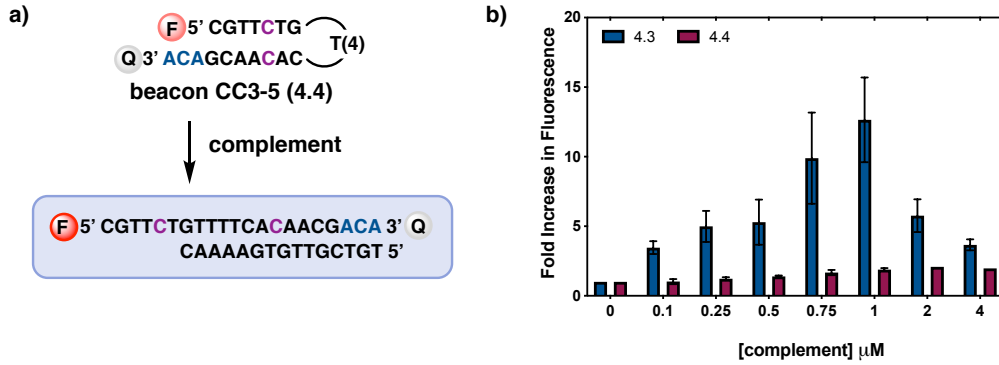 a)
F 5’ CGTTCTG
T(4)
Q 3’ ACAGCAACAC
beacon CC3-5 (4.4)
complement
F 5’ CGTTCTGTTTTCACAACGACA 3’ Q
CAAAAGTGTTGCTGT 5’
b)
Fold Increase in Fluorescence
20
15
10
5
0
4.3 4.4
0 0.1 0.25 0.5 0.75 1 2 4
[complement] μM